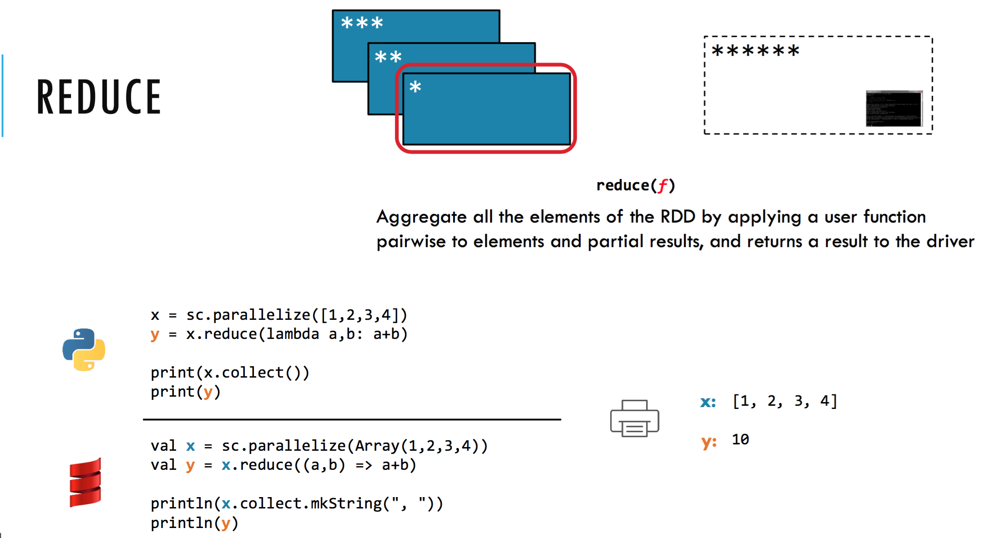 ***
**
*
******
REDUCE
reduce(f)
Aggregate all the elements of the RDD by applying a user function
pairwise to elements and partial results, and returns a result to the driver
x = sc.parallelize([1,2,3,4])
y = x.reduce(lambda a,b: a+b)
print(x.collect())
print(y)
val x = sc.parallelize(Array(1,2,3,4))
val y = x.reduce((a,b) => a+b)
println(x.collect.mkString(", "))
println(y)
x: [1, 2, 3, 4]
y: 10